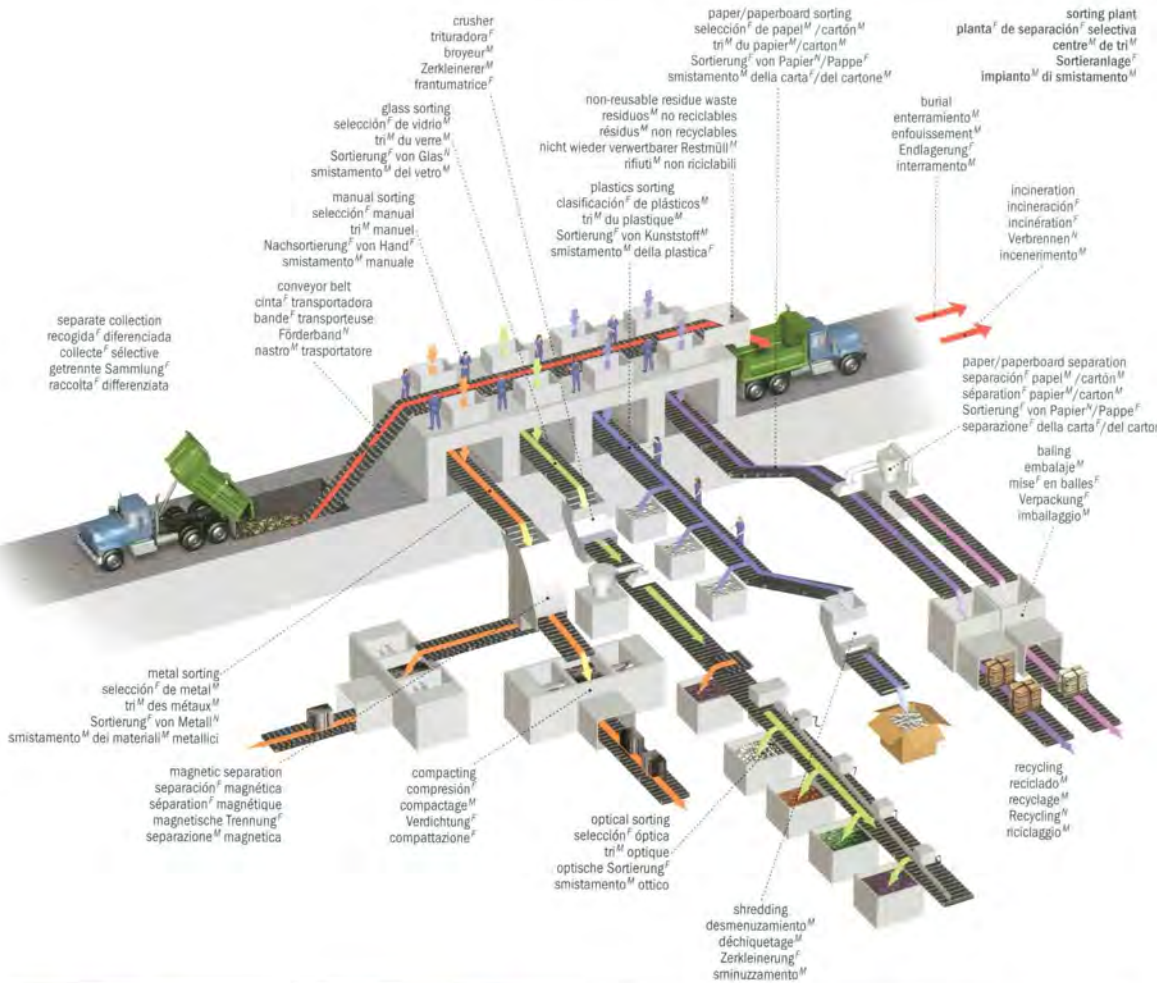 crusher
trituradora^F
broyeur^M
Zerkleinerer^M
frantumatrice^F
paper/paperboard sorting
selección^F de papel^M/cartón^M
tri^M du papier^M/carton^M
Sortierung^F von Papier^N/Pappe^F
smistamento^M della carta^F/del cartone^M
sorting plant
planta^F de separación^F selectiva
centre^M de tri^M
Sortieranlage^F
impianto^M di smistamento^M
glass sorting
selección^F de vidrio^M
tri^M du verre^M
Sortierung^F von Glas^N
smistamento^M del vetro^M
non-reusable residue waste
residuos^M no reciclables
résidus^M non recyclables
nicht wieder verwertbarer Restmüll^M
rifiuti^M non riciclabili
burial
enterramiento^M
enfouissement^M
Endlagerung^F
interramento^M
manual sorting
selección^F manual
tri^M manuel
Nachsortierung^F von Hand^F
smistamento^M manuale
plastics sorting
clasificación^F de plásticos^M
tri^M du plastique^M
Sortierung^F von Kunststoff^M
smistamento^M della plastica^F
incineration
incineración^F
incinération^F
Verbrennen^N
incenerimento^M
conveyor belt
cinta^F transportadora
bande^F transporteuse
Förderband^N
nastro^M trasportatore
separate collection
recogida^F diferenciada
collecte^F sélective
getrennte Sammlung^F
raccolta^F differenziata
paper/paperboard separation
separación^F papel^M/cartón^M
séparation^F papier^M/carton^M
Sortierung^F von Papier^N/Pappe^F
separazione^F della carta^F/del carton
baling
embalaje^M
mise^F en balles^F
Verpackung^F
imballaggio^M
metal sorting
selección^F de metal^M
tri^M des métaux^M
Sortierung^F von Metall^N
smistamento^M dei materiali^M metallici
magnetic separation
separación^F magnética
séparation^F magnétique
magnetische Trennung^F
separazione^M magnetica
compacting
compresión^F
compactage^M
Verdichtung^F
compattazione^F
optical sorting
selección^F óptica
tri^M optique
optische Sortierung^F
smistamento^M ottico
recycling
reciclado^M
recyclage^M
Recycling^N
riciclaggio^M
shredding
desmenuzamiento^M
déchiquetage^M
Zerkleinerung^F
sminuzzamento^M